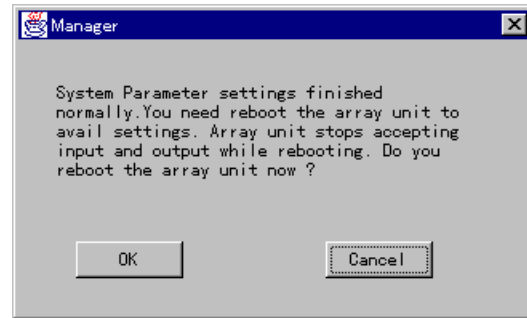 Manager
System Parameter settings finished
normally.You need reboot the array unit to
avail settings. Array unit stops accepting
input and output while rebooting. Do you
reboot the array unit now ?
OK Cancel